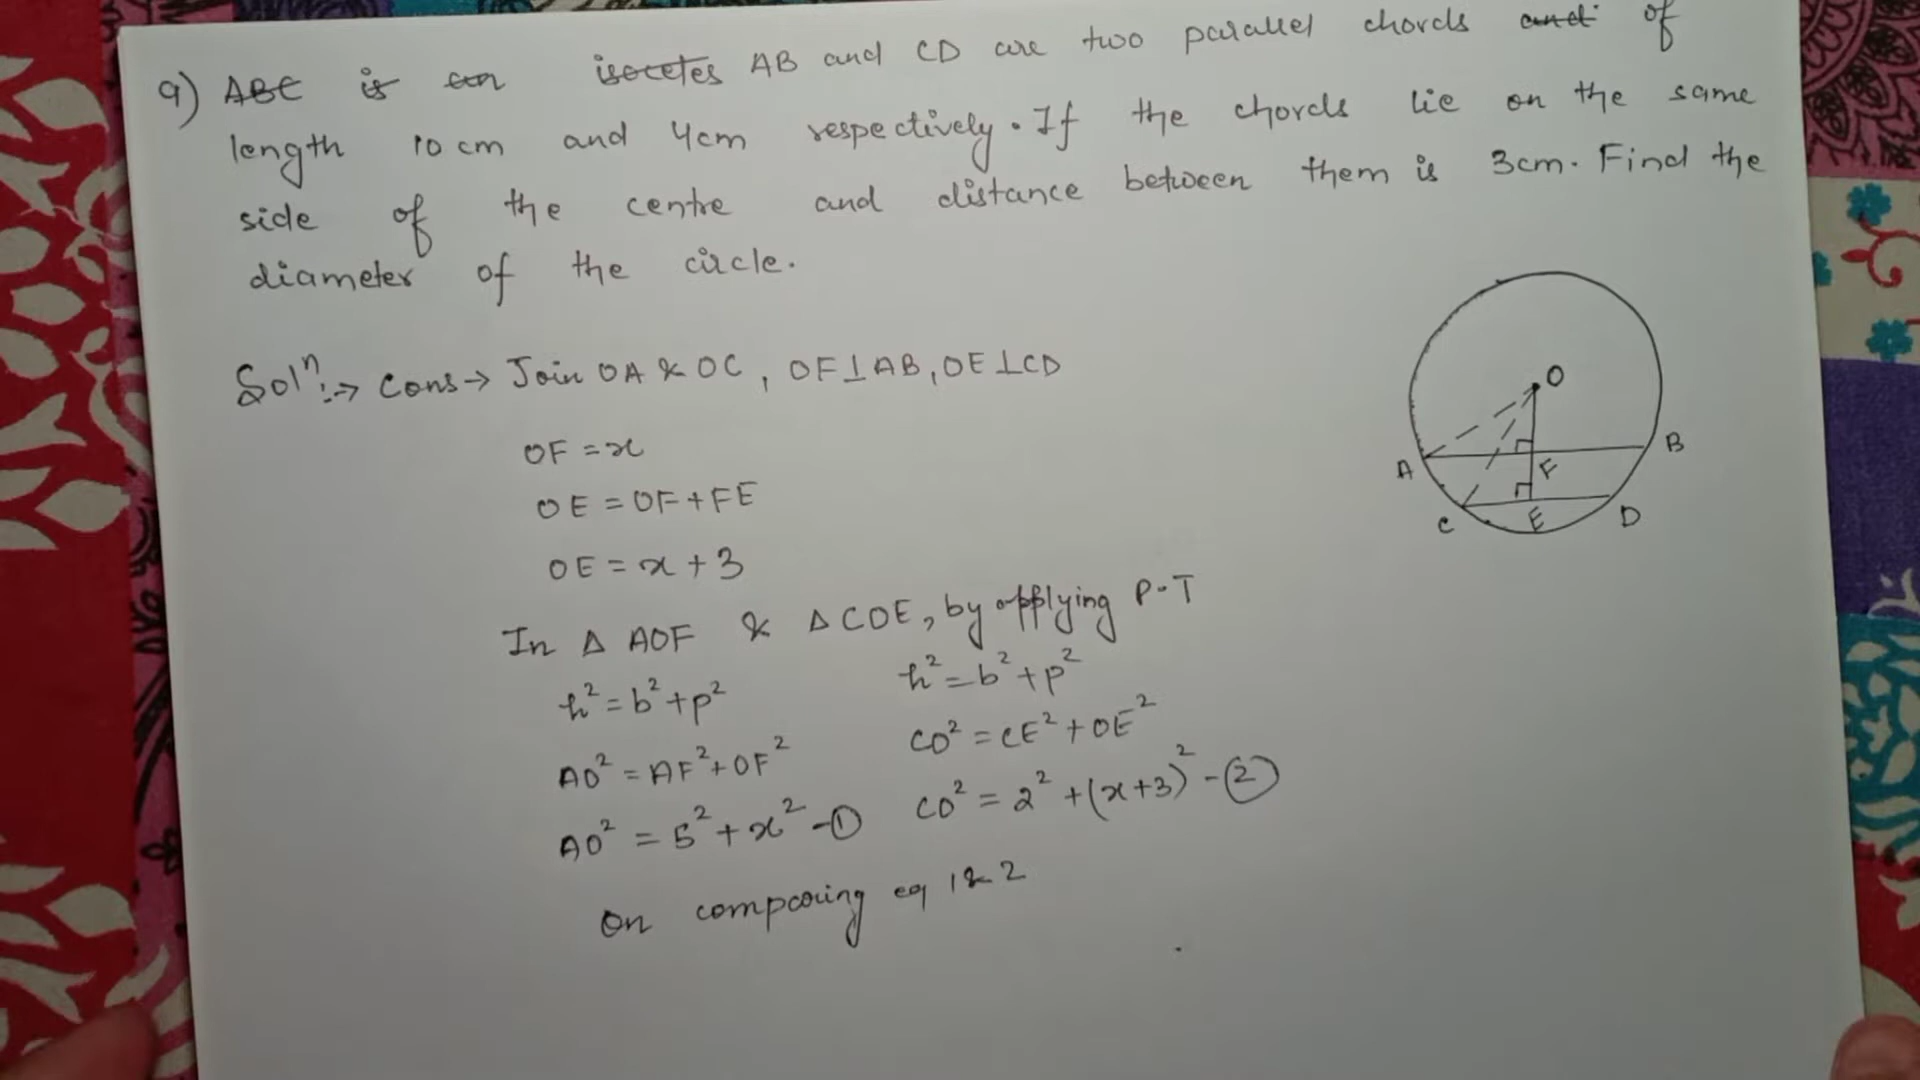 9) ABC is an isoceles AB and CD are two parallel chords and of
length 10 cm and 4cm respectively. If the chords lie on the same
side of the centre and distance between them is 3cm. Find the
diameter of the circle.
Solⁿ:→ Cons → Join OA & OC, OF⊥AB, OE⊥CD
OF = x
OE = OF + FE
OE = x + 3
In Δ AOF & Δ COE, by applying P.T
h² = b² + p² h² = b² + p²
AO² = AF² + OF² CO² = CE² + OE²
AO² = 5² + x² - ① CO² = 2² + (x+3)² - ②
On comparing eq 1 & 2
O
A
B
F
C
E
D